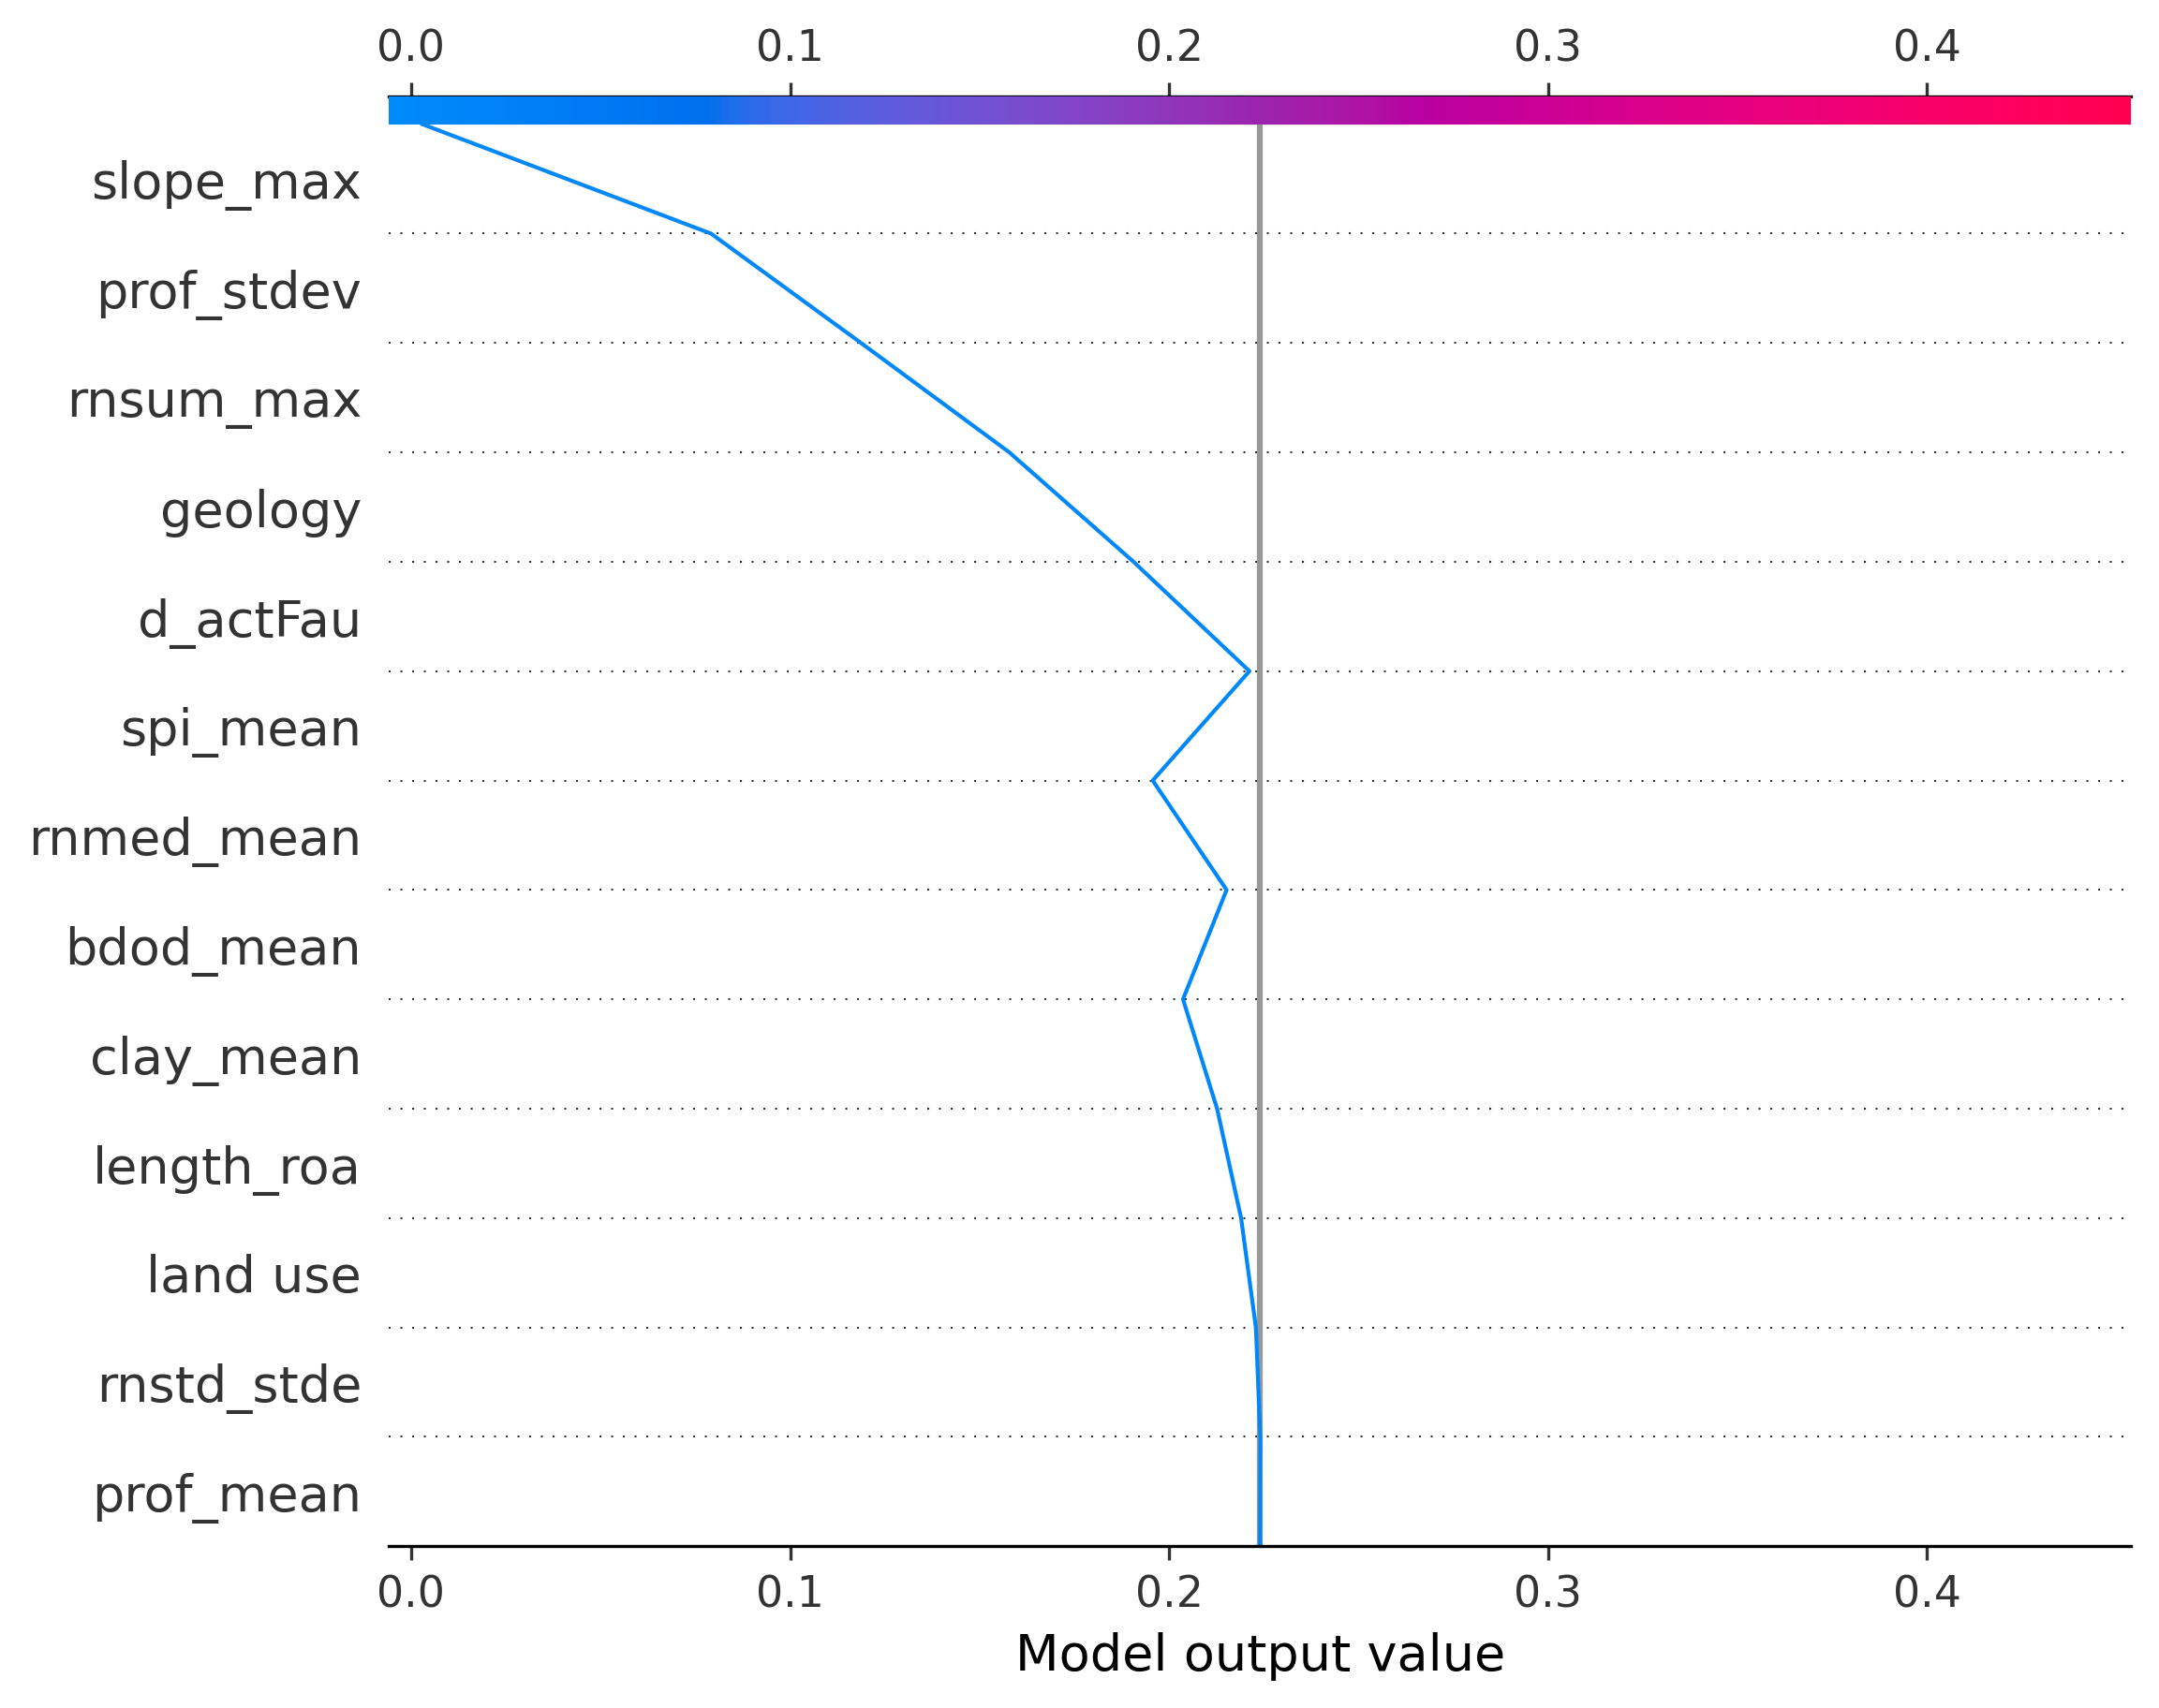 0.0 0.1 0.2 0.3 0.4
slope_max
prof_stdev
rnsum_max
geology
d_actFau
spi_mean
rnmed_mean
bdod_mean
clay_mean
length_roa
land use
rnstd_stde
prof_mean
0.0 0.1 0.2 0.3 0.4
Model output value